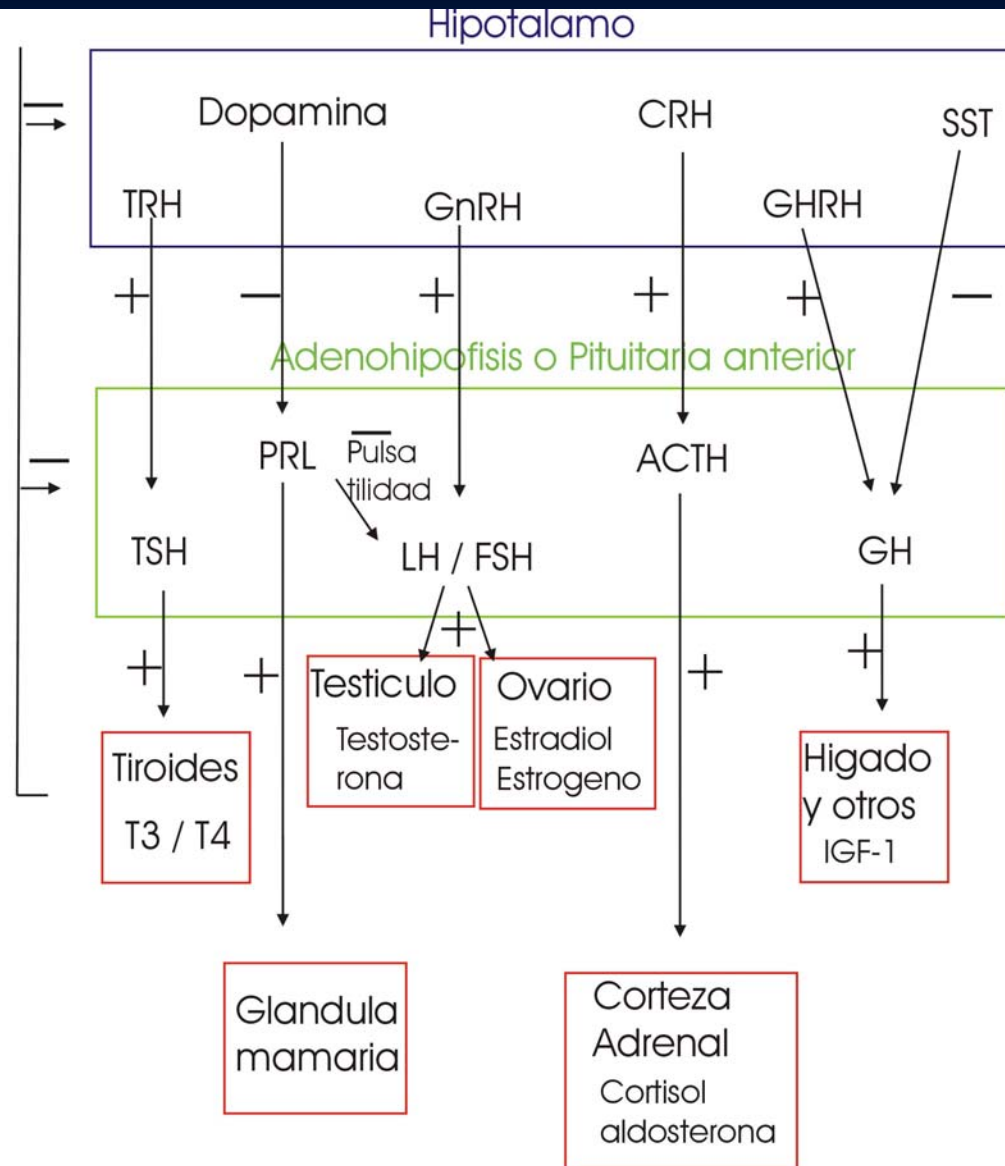 Hipotalamo
Dopamina
CRH
SST
TRH
GnRH
GHRH
+
−
+
+
+
−
−
Adenohipofisis o Pituitaria anterior
PRL
Pulsa
tilidad
ACTH
−
−
TSH
LH / FSH
GH
+
+
+
+
+
Testiculo
Testoste-
rona
Ovario
Estradiol
Estrogeno
Tiroides
T3 / T4
Higado
y otros
IGF-1
Glandula
mamaria
Corteza
Adrenal
Cortisol
aldosterona